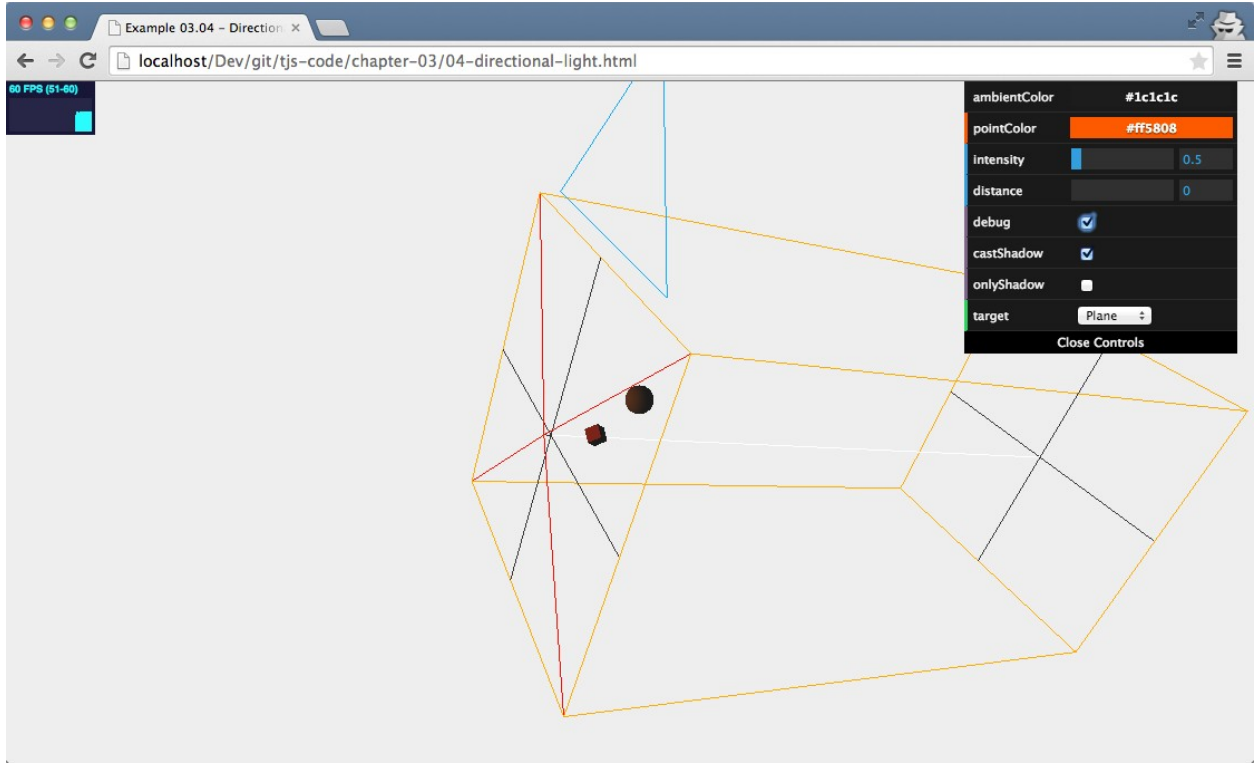 Example 03.04 – Direction
localhost/Dev/git/tjs-code/chapter-03/04-directional-light.html
60 FPS (51-60)
ambientColor #1c1c1c
pointColor #ff5808
intensity 0.5
distance 0
debug
castShadow
onlyShadow
target Plane
Close Controls